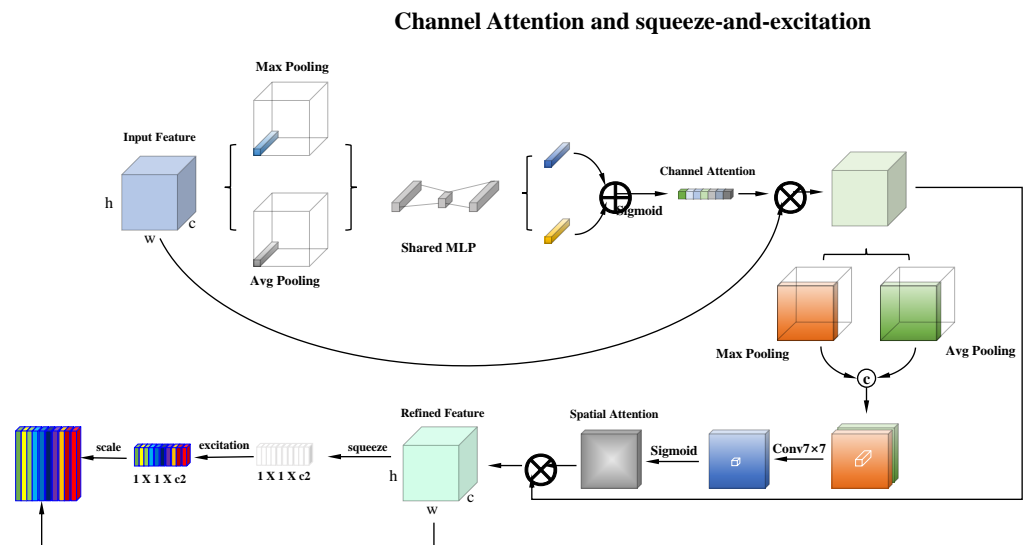 Channel Attention and squeeze-and-excitation
Max Pooling
Input Feature
h
w
c
Avg Pooling
Shared MLP
Sigmoid
Channel Attention
Max Pooling
Avg Pooling
c
Conv7×7
Sigmoid
Spatial Attention
Refined Feature
h
w
c
squeeze
1 X 1 X c2
excitation
1 X 1 X c2
scale